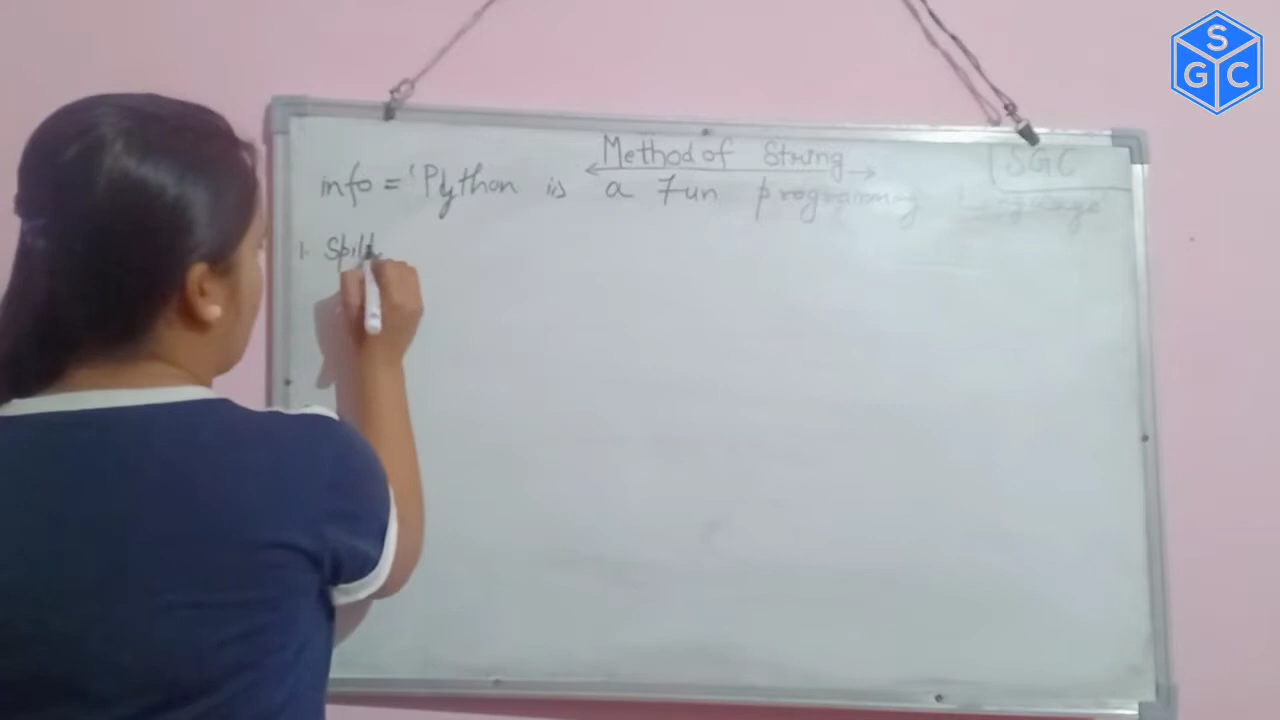 S
G C
Method of String
SGC
info = 'Python is a Fun programming Language
1. Split